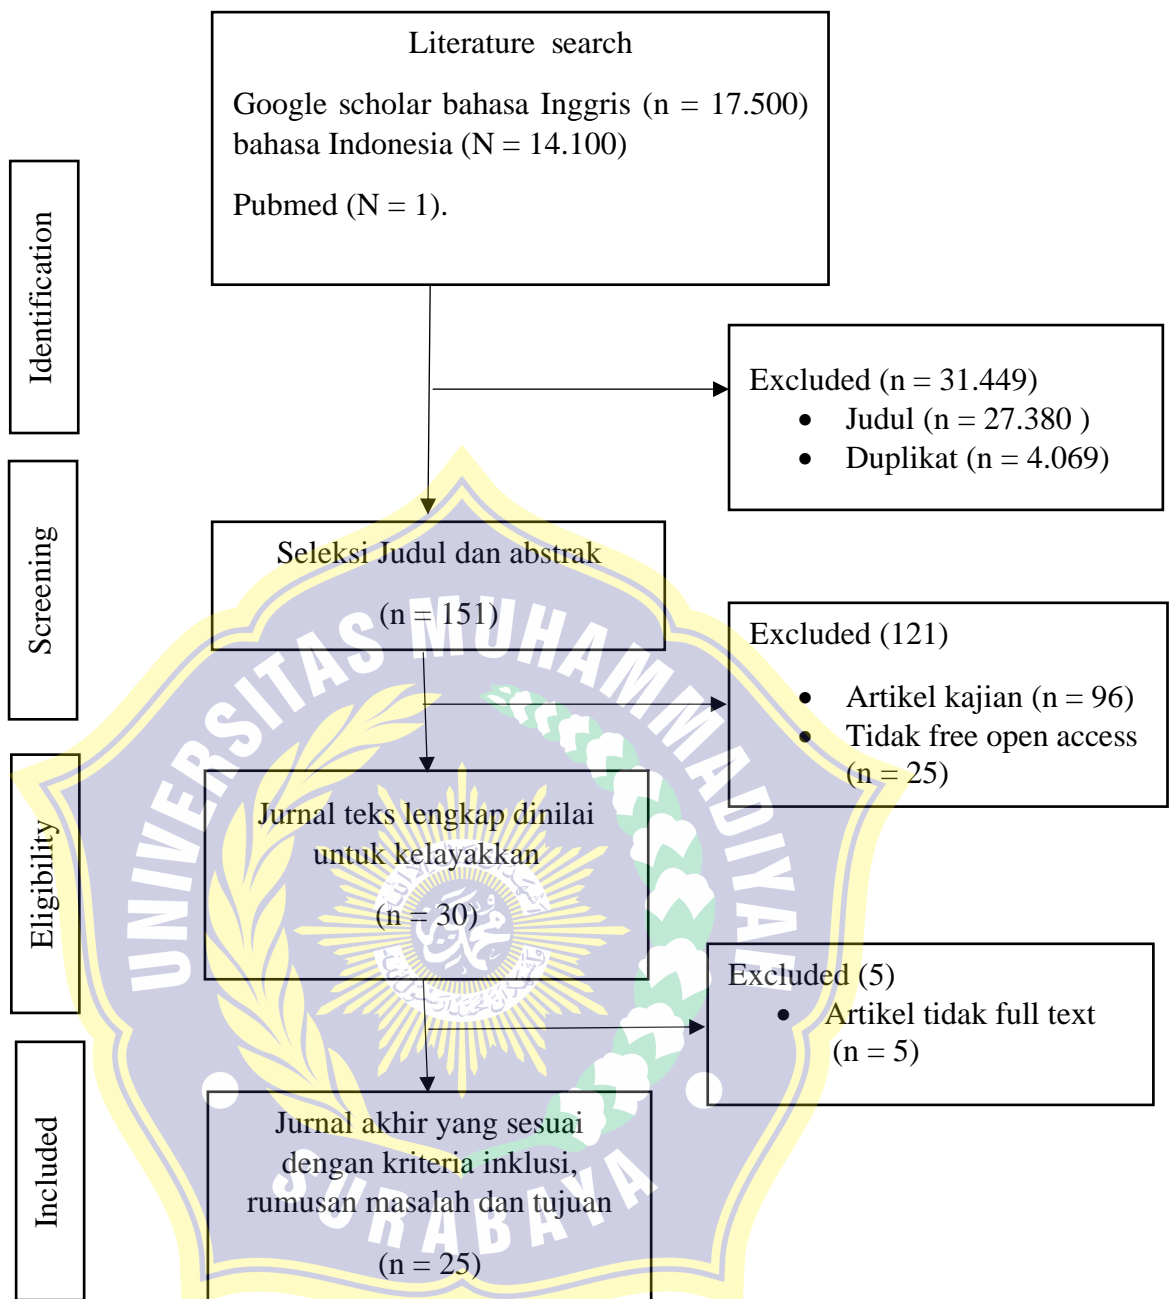 Literature search
Google scholar bahasa Inggris (n = 17.500)
bahasa Indonesia (N = 14.100)
Pubmed (N = 1).
Identification
Excluded (n = 31.449)
• Judul (n = 27.380 )
• Duplikat (n = 4.069)
Screening
Seleksi Judul dan abstrak
(n = 151)
Excluded (121)
• Artikel kajian (n = 96)
• Tidak free open access
(n = 25)
Eligibility
Jurnal teks lengkap dinilai
untuk kelayakkan
(n = 30)
Excluded (5)
• Artikel tidak full text
(n = 5)
Included
Jurnal akhir yang sesuai
dengan kriteria inklusi,
rumusan masalah dan tujuan
(n = 25)
UNIVERSITAS MUHAMMADIYAH
SURABAYA